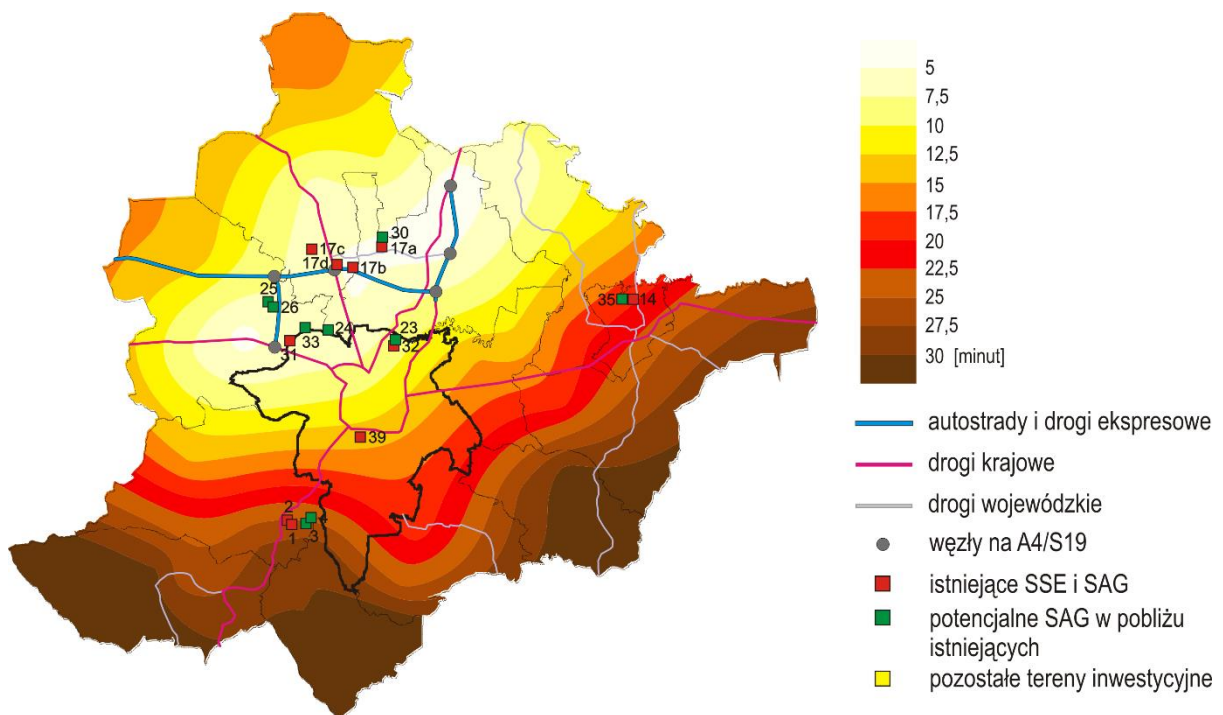 30
17c
17a
17d
17b
25
26
35
14
33
24
23
31
32
39
2
4
1
3
5
7,5
10
12,5
15
17,5
20
22,5
25
27,5
30 [minut]
autostrady i drogi ekspresowe
drogi krajowe
drogi wojewódzkie
węzły na A4/S19
istniejące SSE i SAG
potencjalne SAG w pobliżu
istniejących
pozostałe tereny inwestycyjne